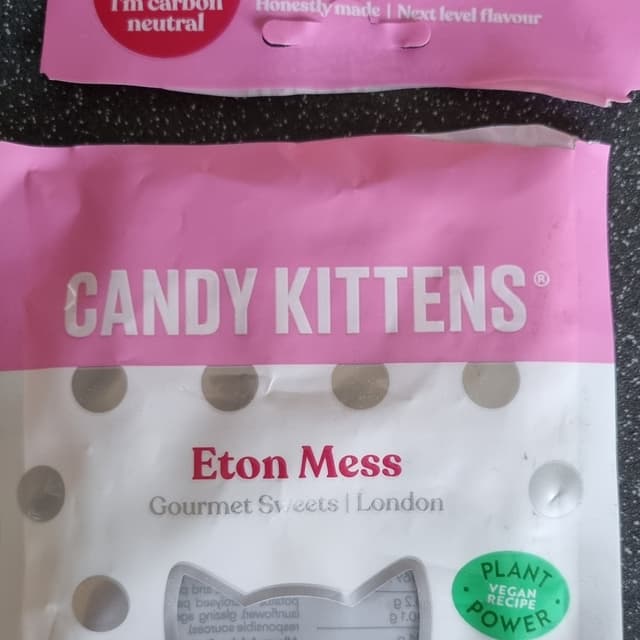 I'm carbon
neutral
Honestly made | Next level flavour
CANDY KITTENS®
Eton Mess
Gourmet Sweets | London
PLANT
VEGAN
RECIPE
POWER